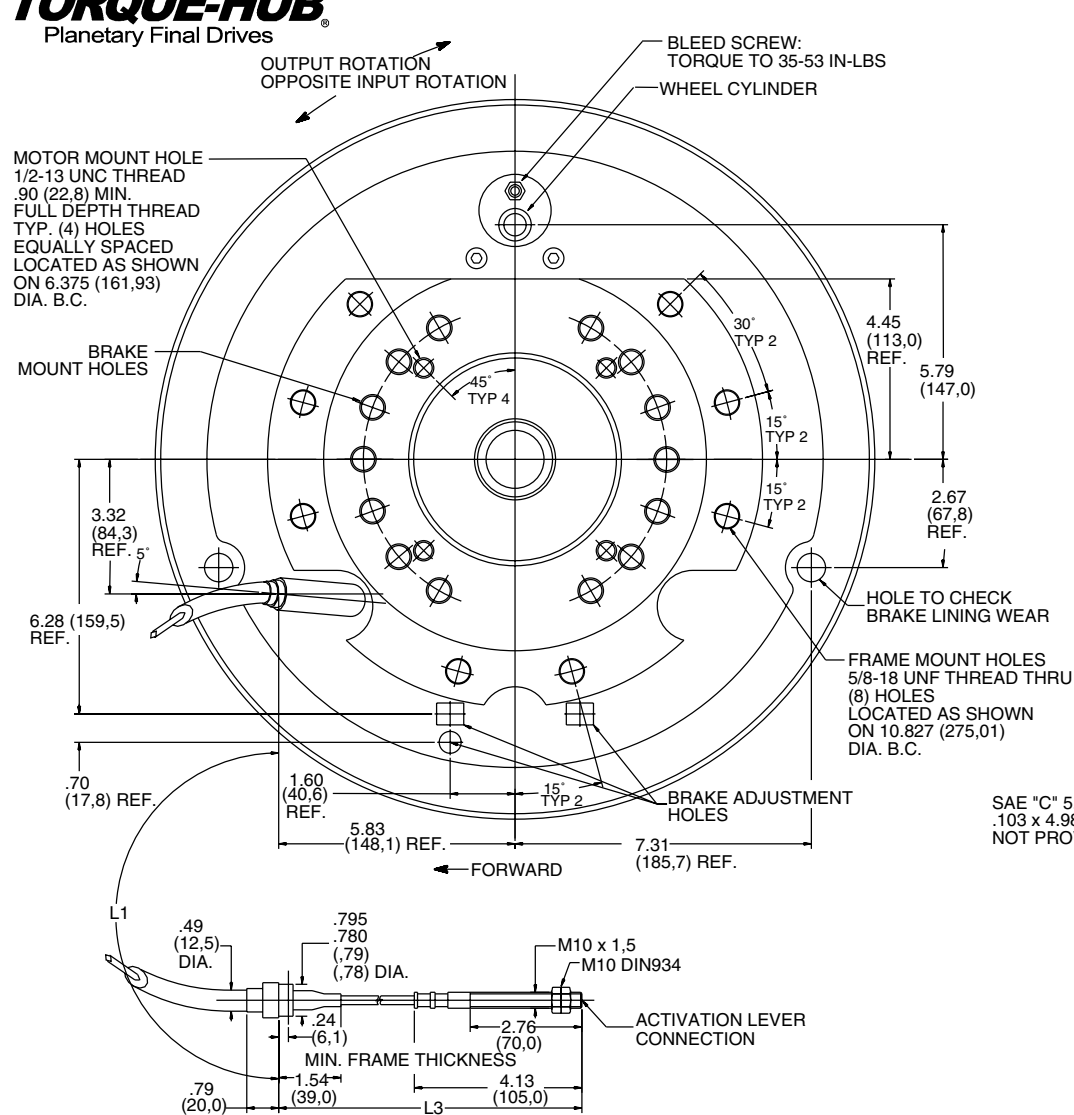 TORQUE-HUB®
Planetary Final Drives
OUTPUT ROTATION
OPPOSITE INPUT ROTATION
BLEED SCREW:
TORQUE TO 35-53 IN-LBS
WHEEL CYLINDER
MOTOR MOUNT HOLE
1/2-13 UNC THREAD
.90 (22,8) MIN.
FULL DEPTH THREAD
TYP. (4) HOLES
EQUALLY SPACED
LOCATED AS SHOWN
ON 6.375 (161,93)
DIA. B.C.
BRAKE
MOUNT HOLES
45°
TYP 4
30°
TYP 2
4.45
(113,0)
REF.
5.79
(147,0)
15°
TYP 2
15°
TYP 2
2.67
(67,8)
REF.
3.32
(84,3)
REF.
5°
6.28 (159,5)
REF.
HOLE TO CHECK
BRAKE LINING WEAR
FRAME MOUNT HOLES
5/8-18 UNF THREAD THRU
(8) HOLES
LOCATED AS SHOWN
ON 10.827 (275,01)
DIA. B.C.
.70
(17,8) REF.
1.60
(40,6)
REF.
15°
TYP 2
BRAKE ADJUSTMENT
HOLES
5.83
(148,1) REF.
7.31
(185,7) REF.
FORWARD
SAE "C" 5
.103 x 4.98
NOT PRO
L1
.49
(12,5)
DIA.
.795
.780
(,79)
(,78) DIA.
M10 x 1,5
M10 DIN934
.24
(6,1)
MIN. FRAME THICKNESS
2.76
(70,0)
ACTIVATION LEVER
CONNECTION
.79
(20,0)
1.54
(39,0)
4.13
(105,0)
L3